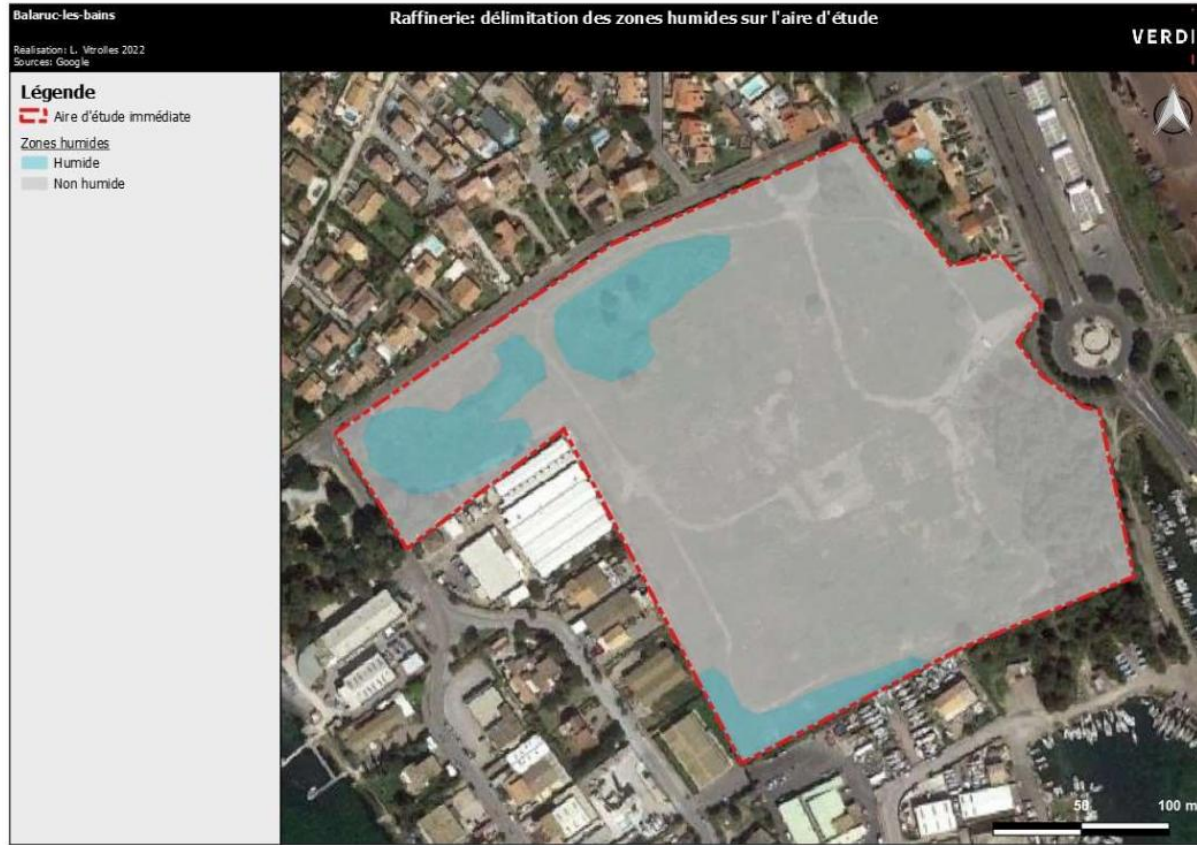 Balaruc-les-bains
Raffinerie: délimitation des zones humides sur l'aire d'étude
VERDI
Réalisation: L. Vitrolles 2022
Sources: Google
Légende
Aire d'étude immédiate
Zones humides
Humide
Non humide
50 100 m